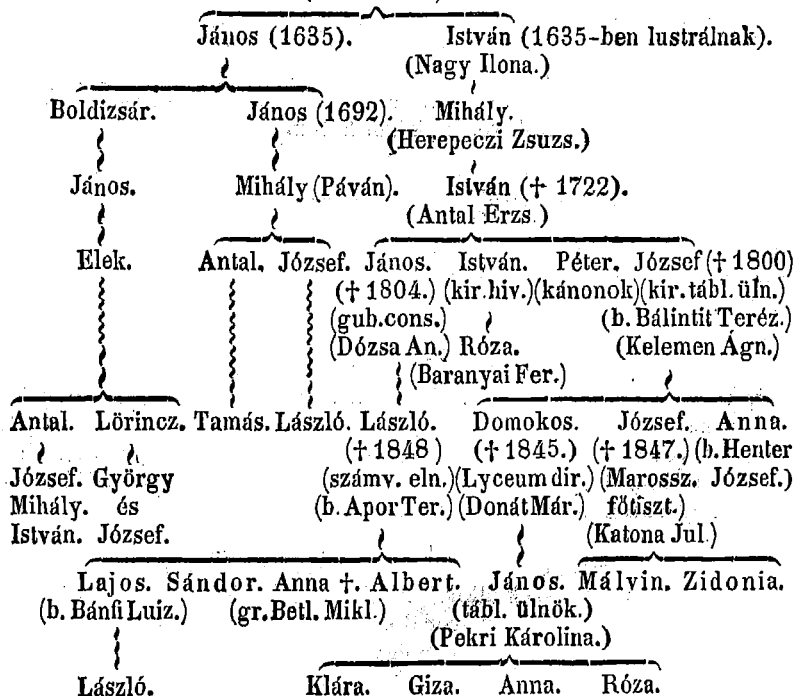 János (1635). István (1635-ben lustrálnak).
(Nagy Ilona.)
Boldizsár. János (1692). Mihály.
(Herepeczi Zsuzs.)
János. Mihály (Páván). István († 1722).
(Antal Erzs.)
Elek. Antal. József. János. István. Péter. József († 1800)
(† 1804.) (kir.hiv.) (kánonok) (kir.tábl.üln.)
(gub.cons.) (b. Bálintit Teréz.)
(Dózsa An.) Róza. (Kelemen Ágn.)
(Baranyai Fer.)
Antal. Lörincz. Tamás. László. László. Domokos. József. Anna.
(† 1848) († 1845.) († 1847.) (b.Henter
József. György (számv. eln.) (Lyceum dir.) (Marossz. József.)
Mihály. és (b. Apor Ter.) (Donát Már.) főtiszt.)
István. József. (Katona Jul.)
Lajos. Sándor. Anna †. Albert. János. Málvin. Zidonia.
(b. Bánfi Luiz.) (gr.Betl. Mikl.) (tábl. ülnök.)
(Pekri Károlina.)
László. Klára. Giza. Anna. Róza.